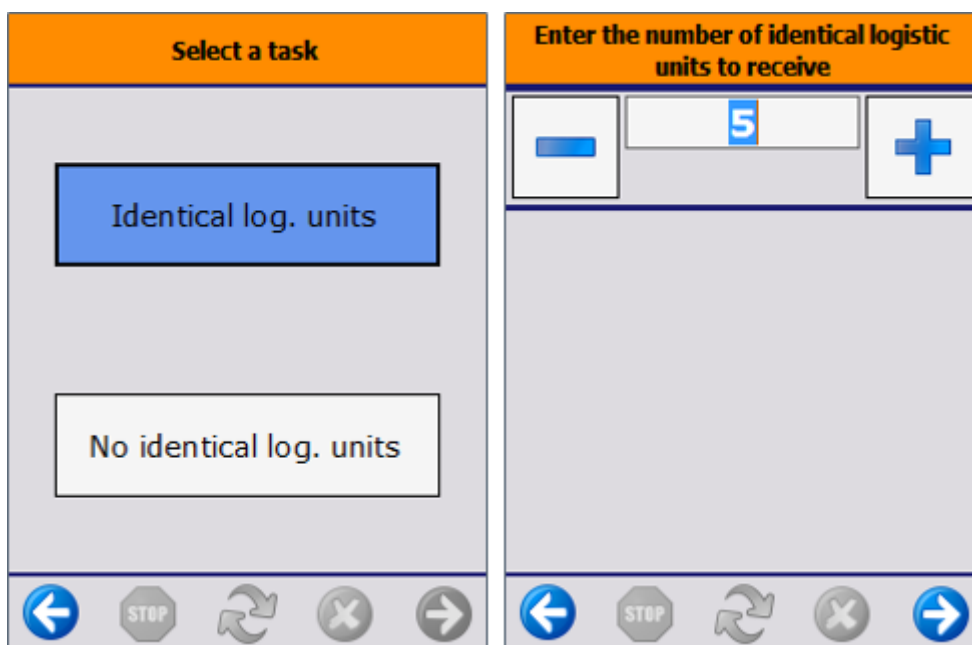 Select a task
Identical log. units
No identical log. units
STOP
Enter the number of identical logistic
units to receive
5
STOP